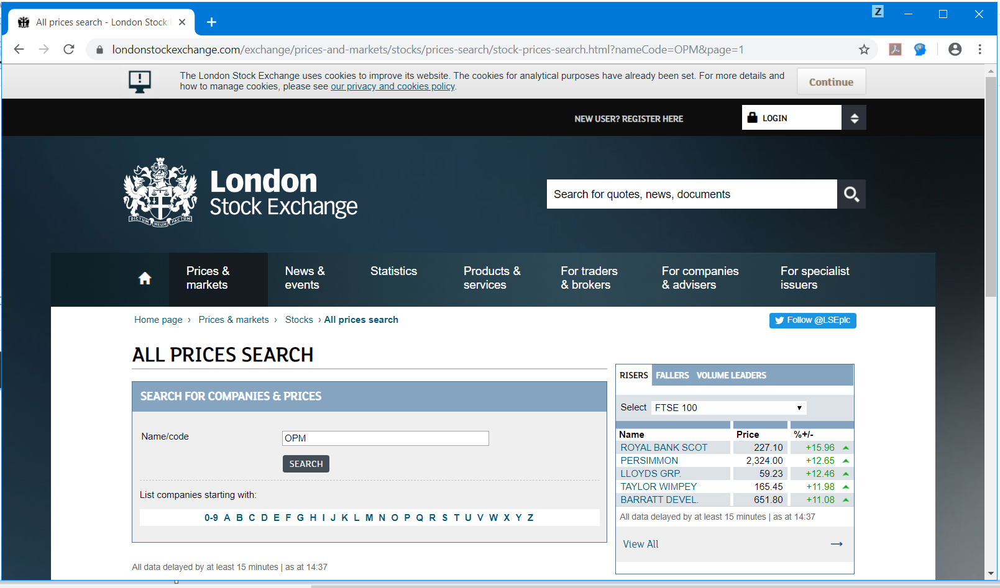 Z
All prices search - London Stock
londonstockexchange.com/exchange/prices-and-markets/stocks/prices-search/stock-prices-search.html?nameCode=OPM&page=1
The London Stock Exchange uses cookies to improve its website. The cookies for analytical purposes have already been set. For more details and
how to manage cookies, please see our privacy and cookies policy.
Continue
NEW USER? REGISTER HERE
LOGIN
London
Stock Exchange
DICTUM MEUM PACTUM
Search for quotes, news, documents
Prices &
markets
News &
events
Statistics
Products &
services
For traders
& brokers
For companies
& advisers
For specialist
issuers
Home page › Prices & markets › Stocks › All prices search
Follow @LSEplc
ALL PRICES SEARCH
SEARCH FOR COMPANIES & PRICES
Name/code
OPM
SEARCH
List companies starting with:
0-9 A B C D E F G H I J K L M N O P Q R S T U V W X Y Z
All data delayed by at least 15 minutes | as at 14:37
RISERS FALLERS VOLUME LEADERS
Select FTSE 100
Name Price %+/-
ROYAL BANK SCOT 227.10 +15.96
PERSIMMON 2,324.00 +12.65
LLOYDS GRP. 59.23 +12.46
TAYLOR WIMPEY 165.45 +11.98
BARRATT DEVEL. 651.80 +11.08
All data delayed by at least 15 minutes | as at 14:37
View All